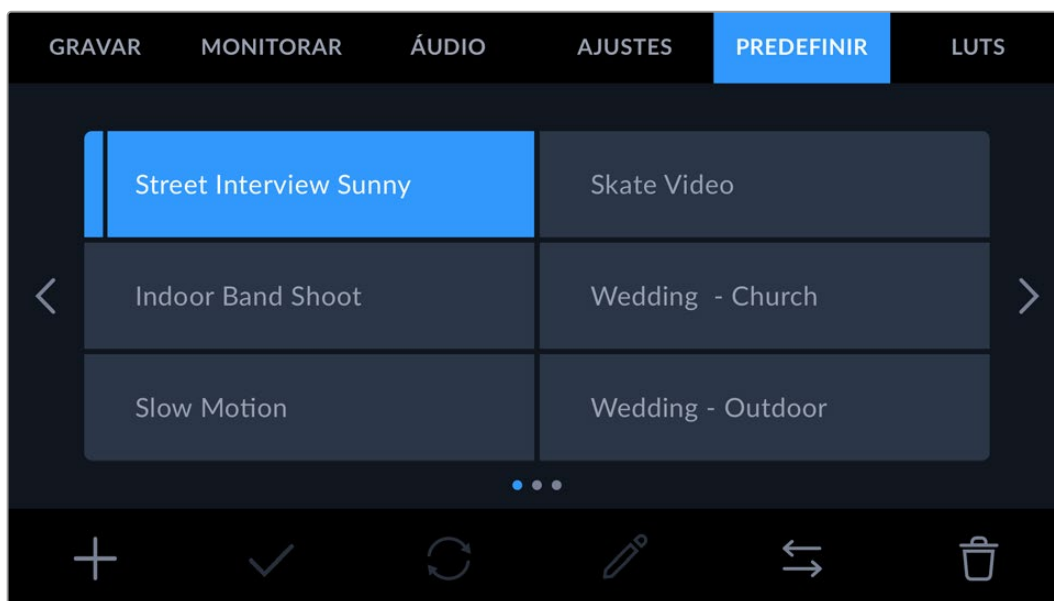 GRAVAR MONITORAR ÁUDIO AJUSTES PREDEFINIR LUTS
Street Interview Sunny Skate Video
Indoor Band Shoot Wedding - Church
Slow Motion Wedding - Outdoor